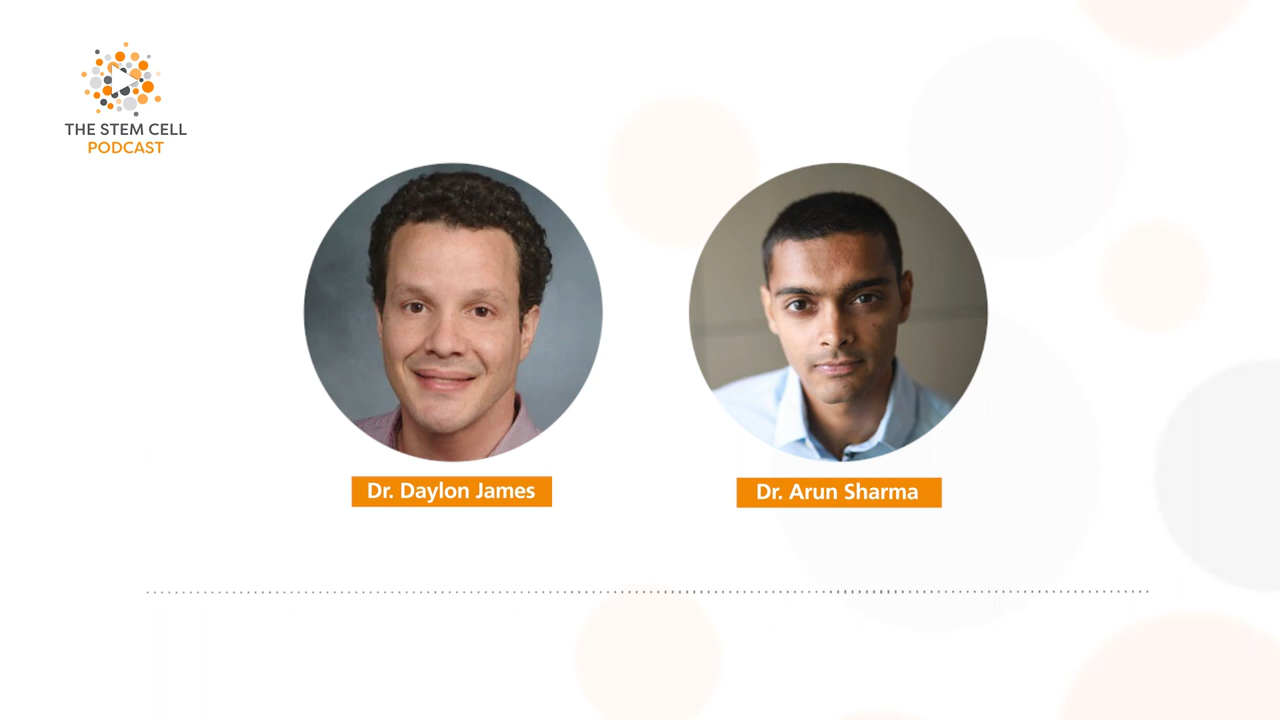 THE STEM CELL
PODCAST
Dr. Daylon James
Dr. Arun Sharma